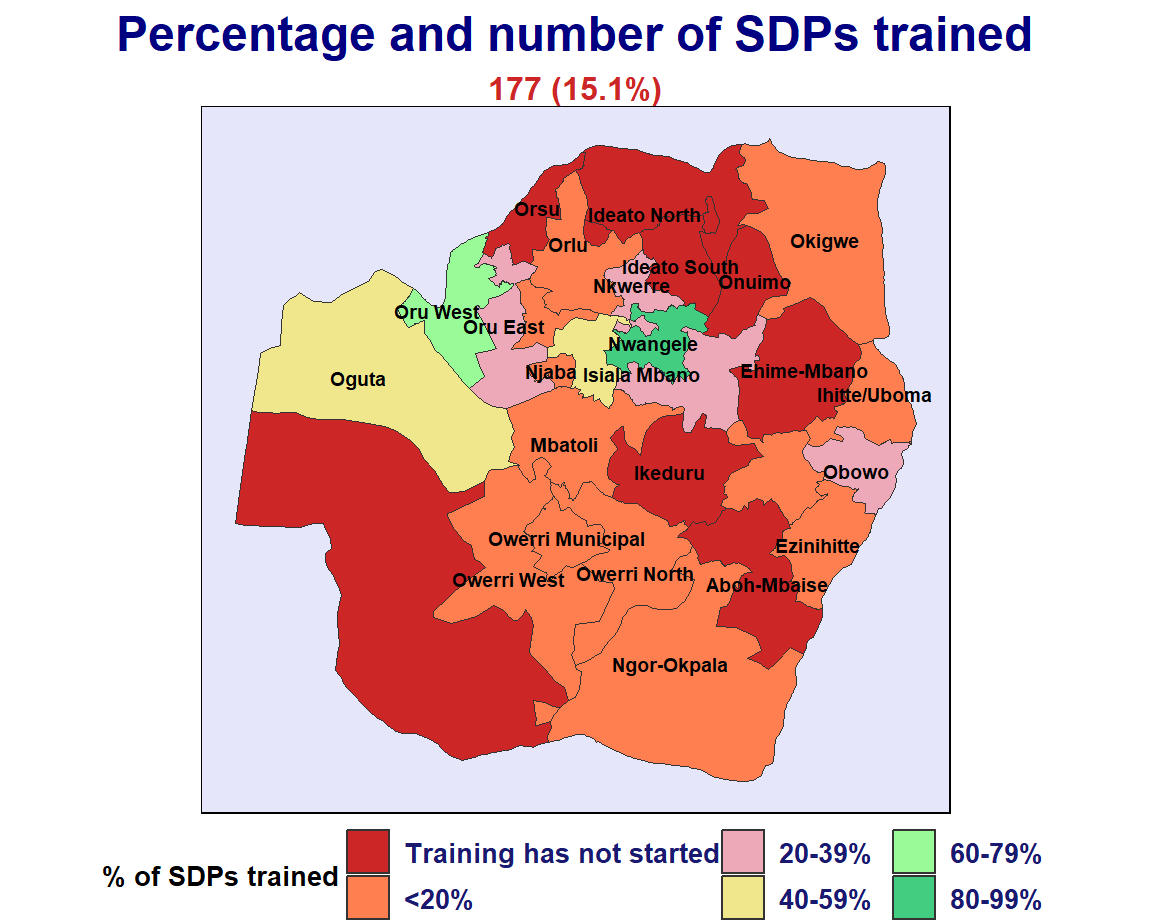 Percentage and number of SDPs trained
177 (15.1%)
Orsu
Ideato North
Orlu
Okigwe
Ideato South
Nkwerre
Onuimo
Oru West
Oru East
Nwangele
Njaba
Isiala Mbano
Ehime-Mbano
Oguta
Ihitte/Uboma
Mbatoli
Ikeduru
Obowo
Owerri Municipal
Ezinihitte
Owerri West
Owerri North
Aboh-Mbaise
Ngor-Okpala
% of SDPs trained
Training has not started
<20%
20-39%
40-59%
60-79%
80-99%